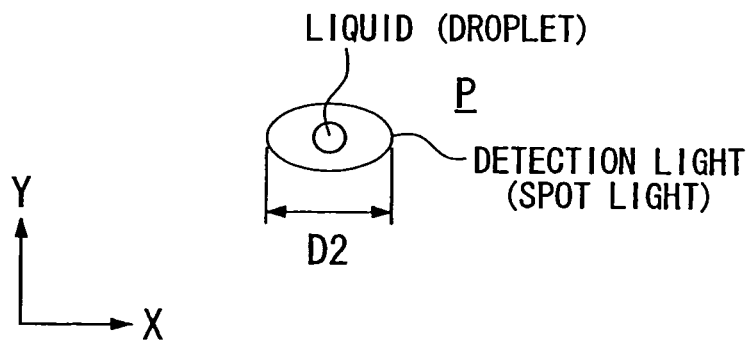 LIQUID (DROPLET)
P
DETECTION LIGHT
(SPOT LIGHT)
Y
D2
X